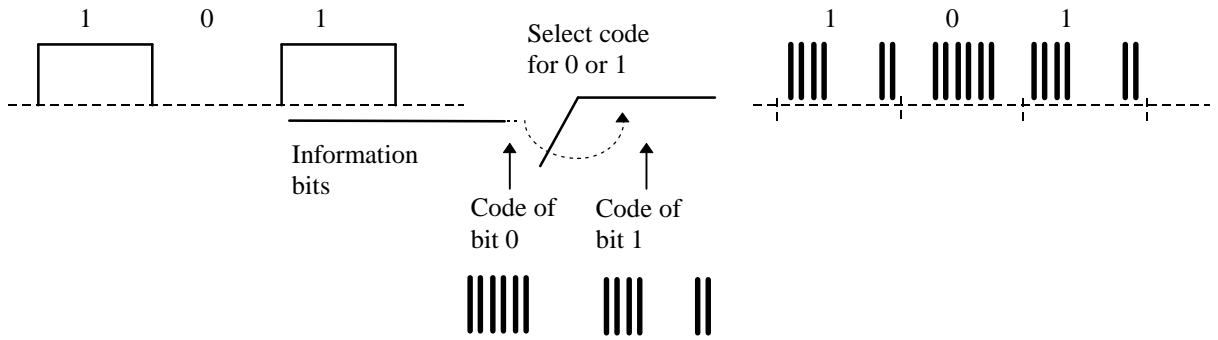 1 0 1
Select code
for 0 or 1
1 0 1
Information
bits
Code of
bit 0
Code of
bit 1